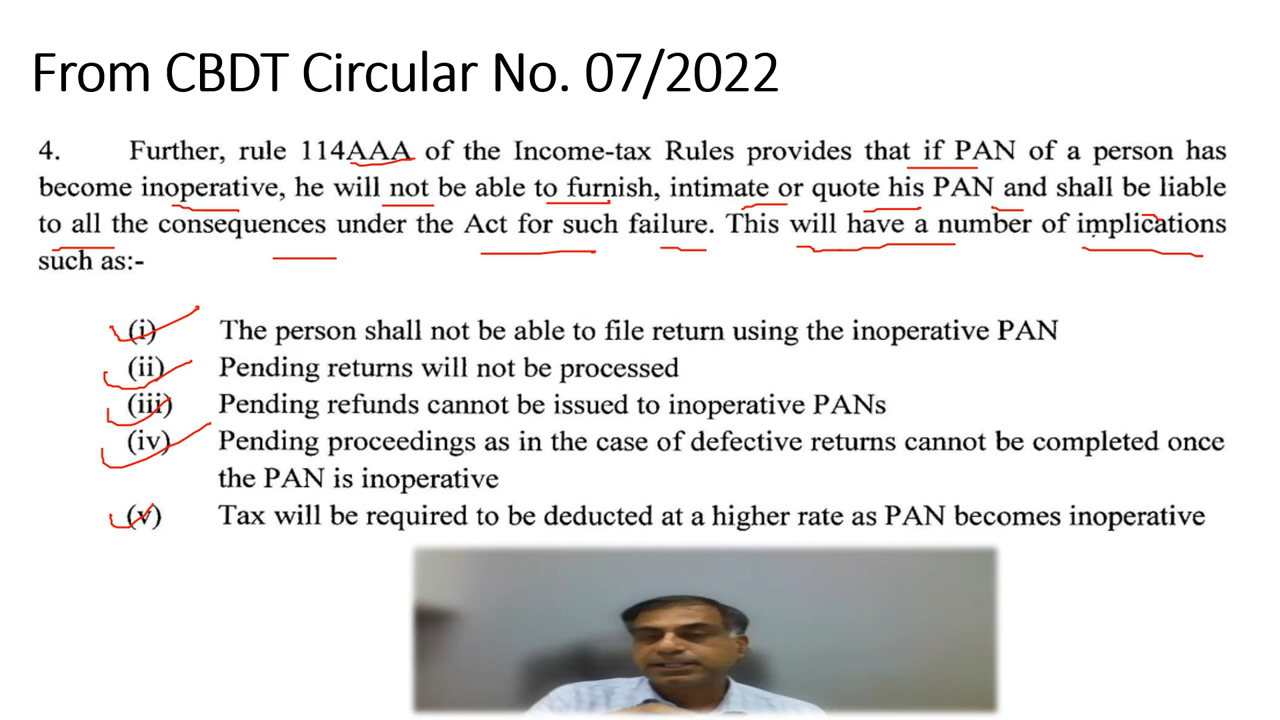 From CBDT Circular No. 07/2022
4. Further, rule 114AAA of the Income-tax Rules provides that if PAN of a person has
become inoperative, he will not be able to furnish, intimate or quote his PAN and shall be liable
to all the consequences under the Act for such failure. This will have a number of implications
such as:-
(i) The person shall not be able to file return using the inoperative PAN
(ii) Pending returns will not be processed
(iii) Pending refunds cannot be issued to inoperative PANs
(iv) Pending proceedings as in the case of defective returns cannot be completed once
the PAN is inoperative
(v) Tax will be required to be deducted at a higher rate as PAN becomes inoperative